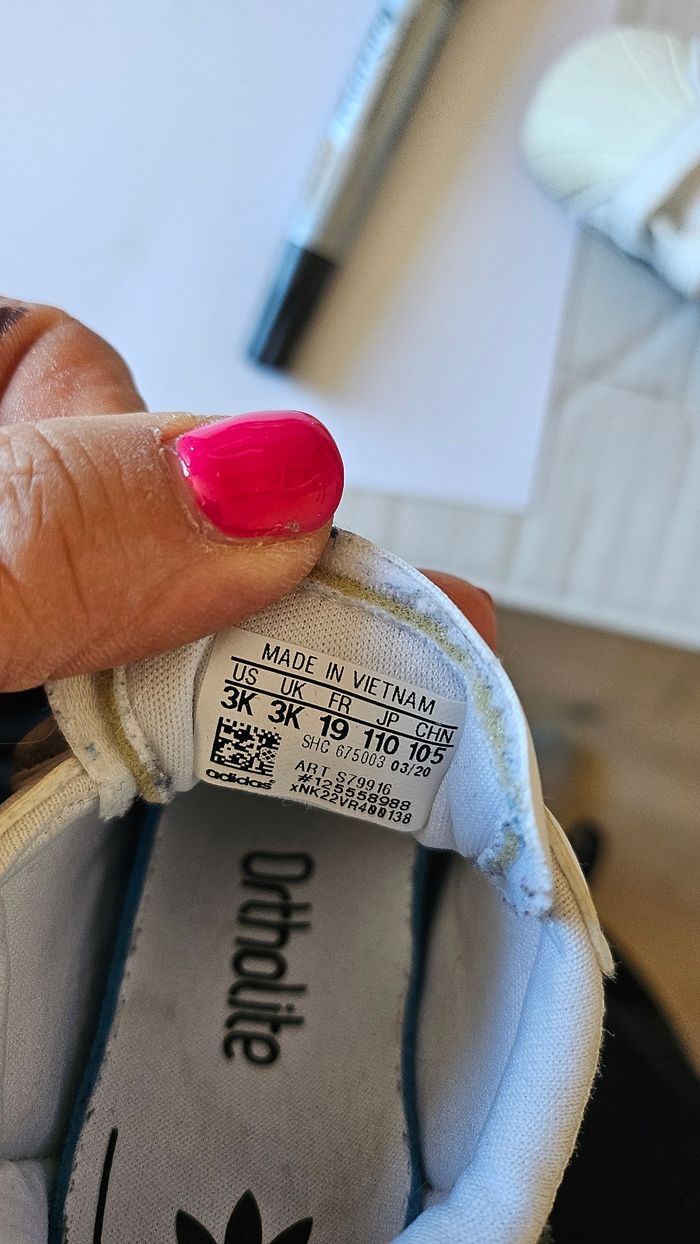 MADE IN VIETNAM
US UK FR JP CHN
3K 3K 19 110 105
SHC 675003 03/20
ART S79916
#125558988
xNK22VR400138
adidas
Ortholite